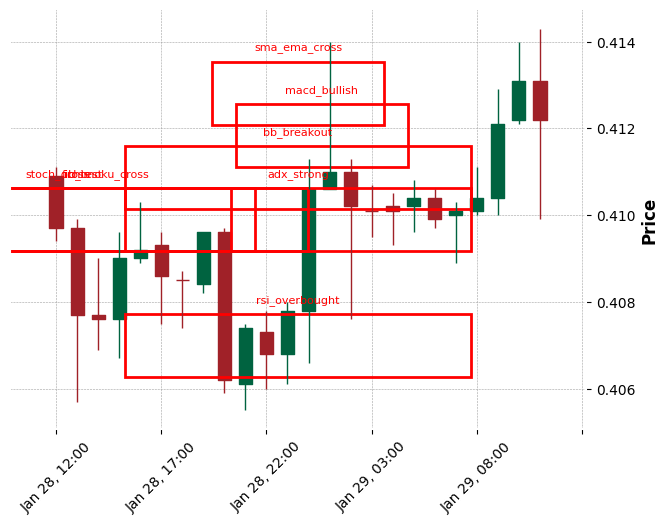 sma_ema_cross
0.414
macd_bullish
0.412
bb_breakout
adx_strong
0.410
Price
0.408
rsi_overbought
0.406
Jan 28, 12:00
Jan 28, 17:00
Jan 28, 22:00
Jan 29, 03:00
Jan 29, 08:00